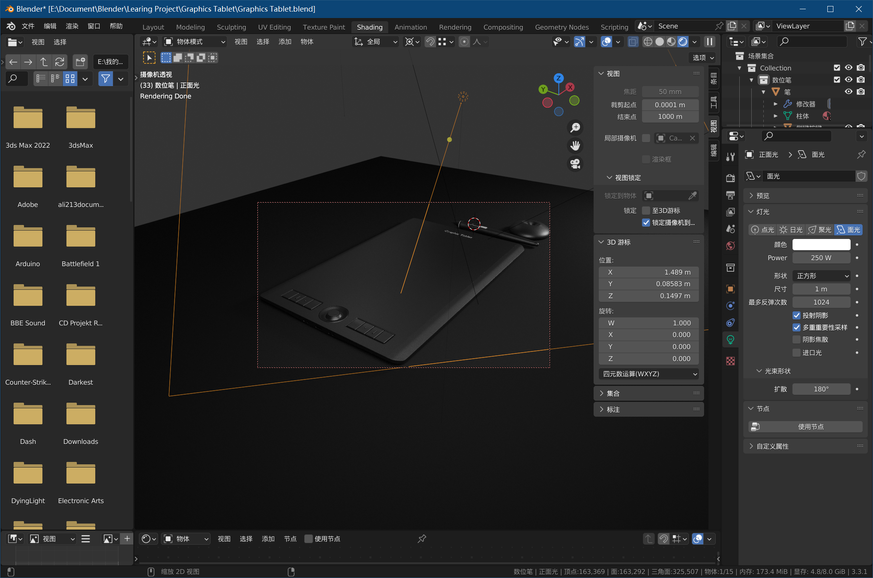 Blender* [E:\Document\Blender\Learing Project\Graphics Tablet\Graphics Tablet.blend]
文件 编辑 渲染 窗口 帮助 Layout Modeling Sculpting UV Editing Texture Paint Shading Animation Rendering Compositing Geometry Nodes Scripting Scene ViewLayer
视图 选择 物体模式 视图 选择 添加 物体 全局
E:\我的...
选项
3ds Max 2022 3dsMax
Adobe ali213docum...
Arduino Battlefield 1
BBE Sound CD Projekt R...
Counter-Strik... Darkest
Dash Downloads
DyingLight Electronic Arts
摄像机透视
(33) 数位笔 | 正面光
Rendering Done
Z
Y
X
视图
焦距 50 mm
裁剪起点 0.0001 m
结束点 1000 m
局部摄像机 Ca...
渲染框
视图锁定
锁定到物体
锁定 至3D游标
锁定摄像机到...
3D 游标
位置:
X 1.489 m
Y 0.08583 m
Z 0.1497 m
旋转:
W 1.000
X 0.000
Y 0.000
Z 0.000
四元数运算(WXYZ)
集合
标注
条目
工具
视图
编辑
场景集合
Collection
数位笔
笔
修改器
柱体
正面光 面光
面光
预览
灯光
点光 日光 聚光 面光
颜色
Power 250 W
形状 正方形
尺寸 1 m
最多反弹次数 1024
投射阴影
多重重要性采样
阴影焦散
进口光
光束形状
扩散 180°
节点
使用节点
自定义属性
视图 物体 视图 选择 添加 节点 使用节点
缩放 2D 视图 数位笔 | 正面光 | 顶点:163,369 | 面:163,292 | 三角面:325,507 | 物体:1/15 | 内存: 173.4 MiB | 显存: 4.8/8.0 GiB | 3.3.1